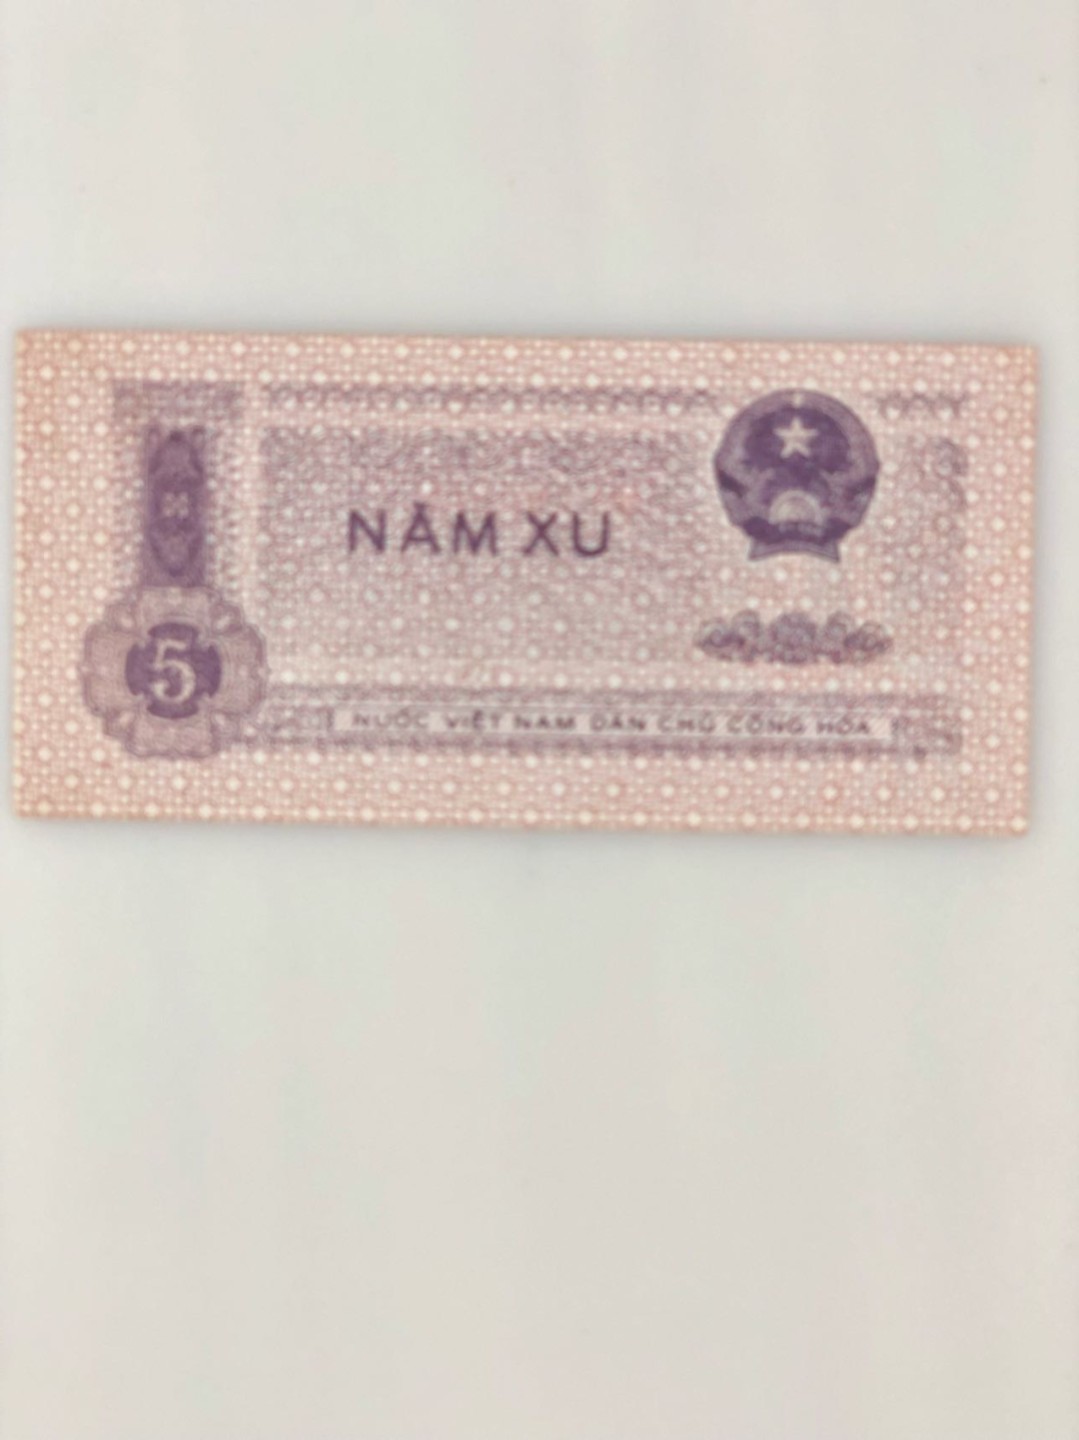 NĂM XU
5
NƯỚC VIỆT NAM DÂN CHỦ CỘNG HÒA